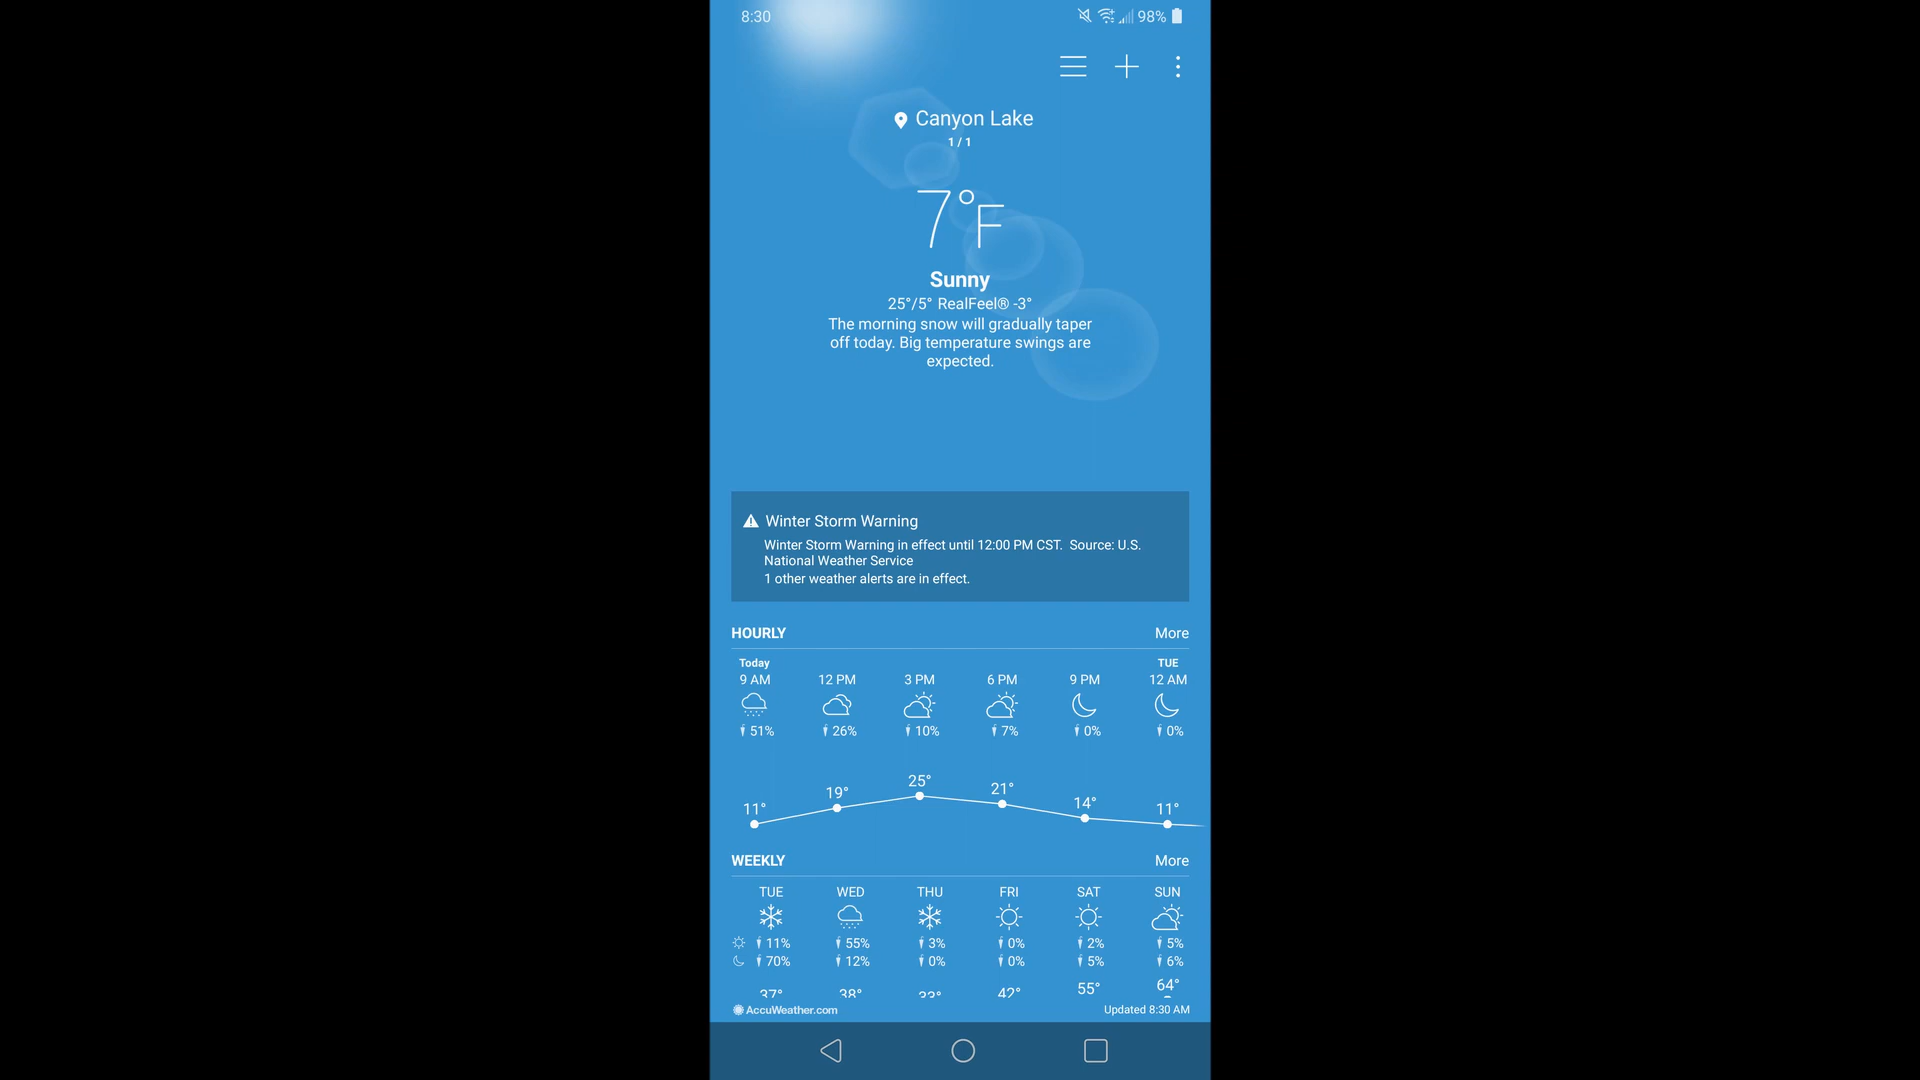 8:30 98%
Canyon Lake
1 / 1
7°F
Sunny
25°/5° RealFeel® -3°
The morning snow will gradually taper
off today. Big temperature swings are
expected.
Winter Storm Warning
Winter Storm Warning in effect until 12:00 PM CST. Source: U.S.
National Weather Service
1 other weather alerts are in effect.
HOURLY More
Today TUE
9 AM 12 PM 3 PM 6 PM 9 PM 12 AM
51% 26% 10% 7% 0% 0%
11° 19° 25° 21° 14° 11°
WEEKLY More
TUE WED THU FRI SAT SUN
11% 55% 3% 0% 2% 5%
70% 12% 0% 0% 5% 6%
37° 38° 42° 55° 64°
AccuWeather.com Updated 8:30 AM